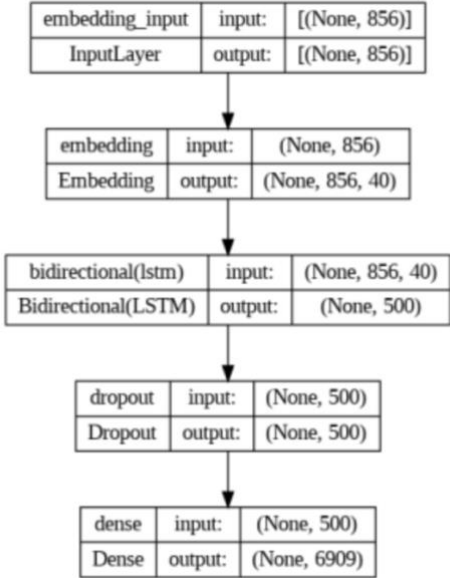 embedding_input input: [(None, 856)]
InputLayer output: [(None, 856)]
embedding input: (None, 856)
Embedding output: (None, 856, 40)
bidirectional(lstm) input: (None, 856, 40)
Bidirectional(LSTM) output: (None, 500)
dropout input: (None, 500)
Dropout output: (None, 500)
dense input: (None, 500)
Dense output: (None, 6909)